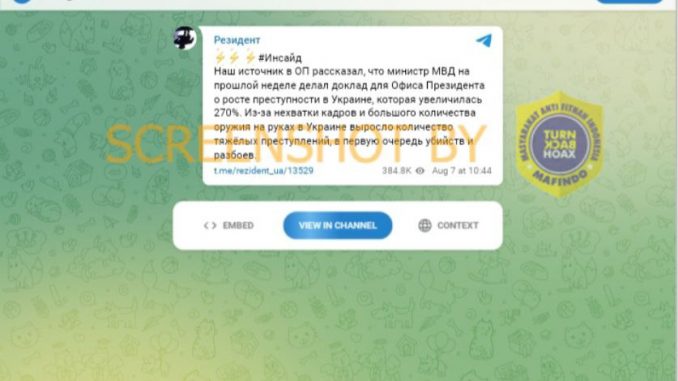 Резидент
⚡⚡⚡#Инсайд
Наш источник в ОП рассказал, что министр МВД на
прошлой неделе делал доклад для Офиса Президента
о росте преступности в Украине, которая увеличилась
270%. Из-за нехватки кадров и большого количества
оружия на руках в Украине выросло количество
тяжёлых преступлений, в первую очередь убийств и
разбоев.
t.me/rezident_ua/13529 384.8K Aug 7 at 10:44
SCREENSHOT BY
MASYARAKAT ANTI FITNAH INDONESIA
TURN
BACK
HOAX
MAFINDO
<> EMBED
VIEW IN CHANNEL
CONTEXT